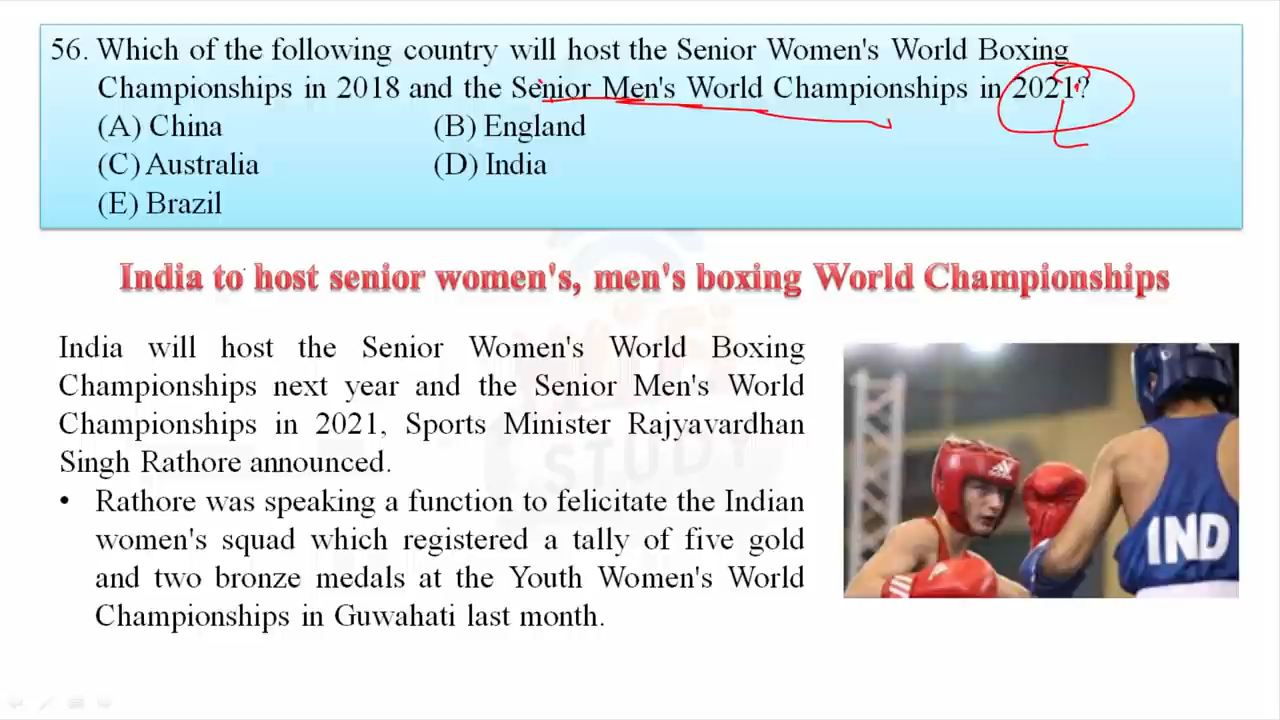 56. Which of the following country will host the Senior Women's World Boxing
Championships in 2018 and the Senior Men's World Championships in 2021?
(A) China (B) England
(C) Australia (D) India
(E) Brazil
India to host senior women's, men's boxing World Championships
India will host the Senior Women's World Boxing
Championships next year and the Senior Men's World
Championships in 2021, Sports Minister Rajyavardhan
Singh Rathore announced.
• Rathore was speaking a function to felicitate the Indian
women's squad which registered a tally of five gold
and two bronze medals at the Youth Women's World
Championships in Guwahati last month.
IND
STUDY